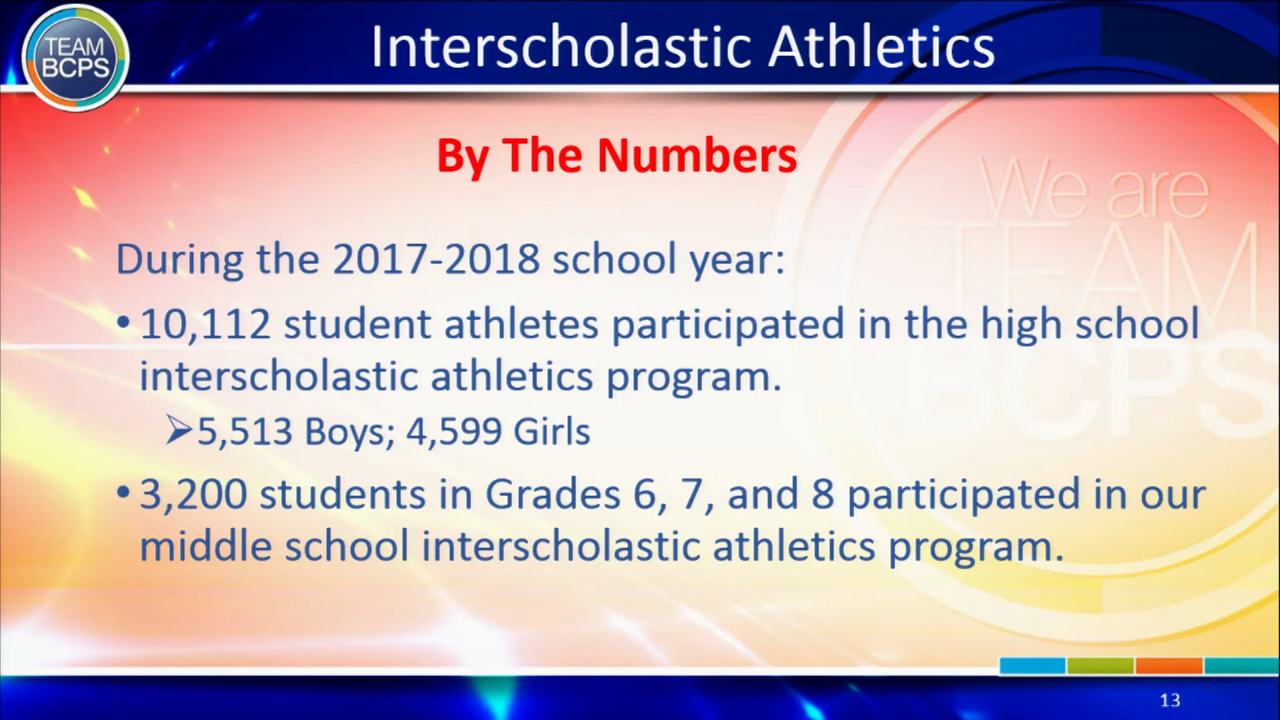 TEAM
BCPS
Interscholastic Athletics
By The Numbers
We are
TEAM
BCPS
During the 2017-2018 school year:
• 10,112 student athletes participated in the high school
interscholastic athletics program.
➢5,513 Boys; 4,599 Girls
• 3,200 students in Grades 6, 7, and 8 participated in our
middle school interscholastic athletics program.
13